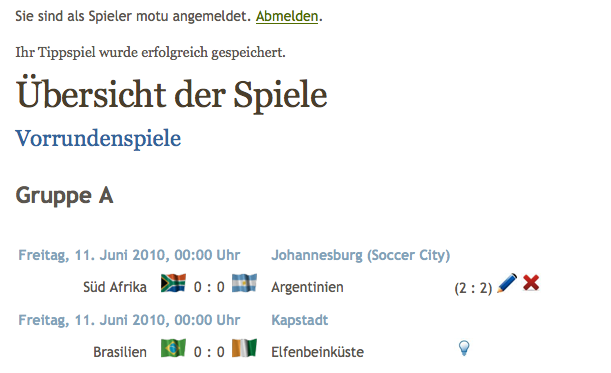 Sie sind als Spieler motu angemeldet. Abmelden.
Ihr Tippspiel wurde erfolgreich gespeichert.
Übersicht der Spiele
Vorrundenspiele
Gruppe A
Freitag, 11. Juni 2010, 00:00 Uhr Johannesburg (Soccer City)
Süd Afrika 0 : 0 Argentinien (2 : 2)
Freitag, 11. Juni 2010, 00:00 Uhr Kapstadt
Brasilien 0 : 0 Elfenbeinküste